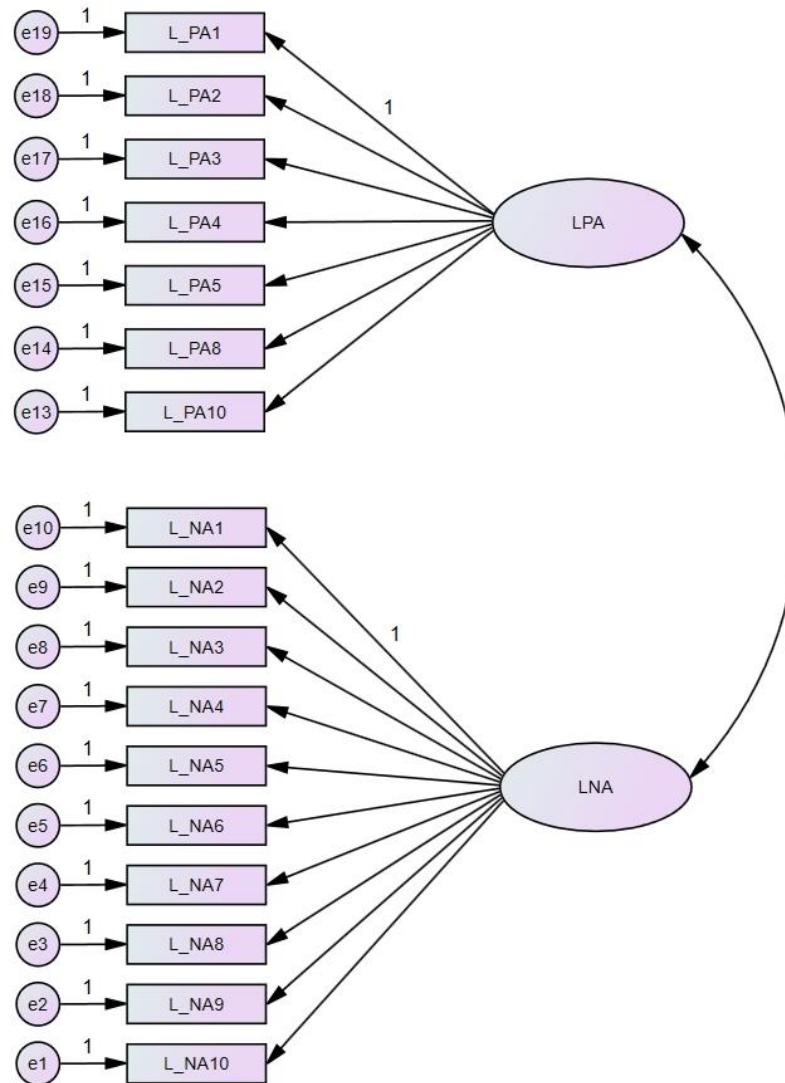 e19 1 L_PA1
e18 1 L_PA2
1
e17 1 L_PA3
e16 1 L_PA4 LPA
e15 1 L_PA5
e14 1 L_PA8
e13 1 L_PA10
e10 1 L_NA1
e9 1 L_NA2
1
e8 1 L_NA3
e7 1 L_NA4
e6 1 L_NA5 LNA
e5 1 L_NA6
e4 1 L_NA7
e3 1 L_NA8
e2 1 L_NA9
e1 1 L_NA10